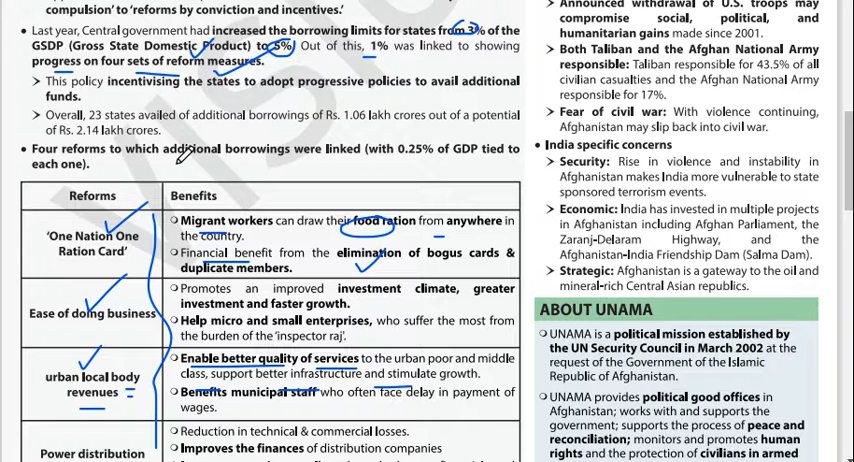 compulsion' to 'reforms by conviction and incentives.'
• Last year, Central government had increased the borrowing limits for states from 3% of the
GSDP (Gross State Domestic Product) to 5%. Out of this, 1% was linked to showing
progress on four sets of reform measures.
➢ This policy incentivising the states to adopt progressive policies to avail additional
funds.
➢ Overall, 23 states availed of additional borrowings of Rs. 1.06 lakh crores out of a potential
of Rs. 2.14 lakh crores.
• Four reforms to which additional borrowings were linked (with 0.25% of GDP tied to
each one).
Reforms Benefits
'One Nation One
Ration Card'
○ Migrant workers can draw their food ration from anywhere in
the country.
○ Financial benefit from the elimination of bogus cards &
duplicate members.
Ease of doing business
○ Promotes an improved investment climate, greater
investment and faster growth.
○ Help micro and small enterprises, who suffer the most from
the burden of the 'inspector raj'.
urban local body
revenues
○ Enable better quality of services to the urban poor and middle
class, support better infrastructure and stimulate growth.
○ Benefits municipal staff who often face delay in payment of
wages.
Power distribution
○ Reduction in technical & commercial losses.
○ Improves the finances of distribution companies
➢ Announced withdrawal of U.S. troops may
compromise social, political, and
humanitarian gains made since 2001.
➢ Both Taliban and the Afghan National Army
responsible: Taliban responsible for 43.5% of all
civilian casualties and the Afghan National Army
responsible for 17%.
➢ Fear of civil war: With violence continuing,
Afghanistan may slip back into civil war.
• India specific concerns
➢ Security: Rise in violence and instability in
Afghanistan makes India more vulnerable to state
sponsored terrorism events.
➢ Economic: India has invested in multiple projects
in Afghanistan including Afghan Parliament, the
Zaranj-Delaram Highway, and the
Afghanistan-India Friendship Dam (Salma Dam).
➢ Strategic: Afghanistan is a gateway to the oil and
mineral-rich Central Asian republics.
ABOUT UNAMA
○ UNAMA is a political mission established by
the UN Security Council in March 2002 at the
request of the Government of the Islamic
Republic of Afghanistan.
○ UNAMA provides political good offices in
Afghanistan; works with and supports the
government; supports the process of peace and
reconciliation; monitors and promotes human
rights and the protection of civilians in armed
VISION